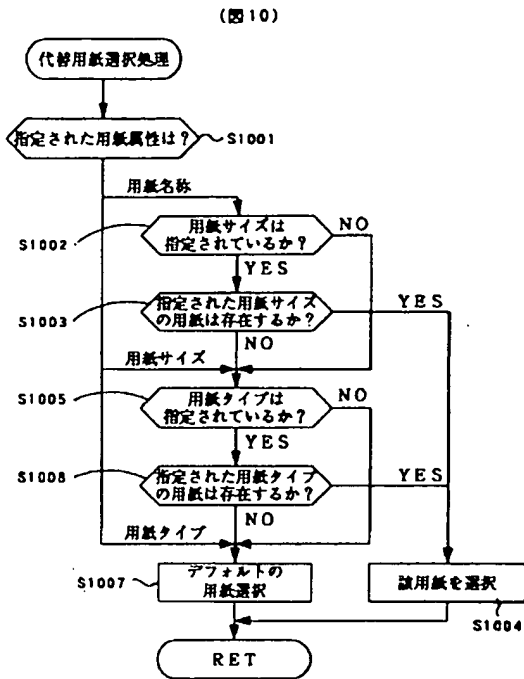 (図10)
代替用紙選択処理
指定された用紙属性は?
S1001
用紙名称
用紙サイズは
指定されているか?
NO
S1002
YES
指定された用紙サイズ
の用紙は存在するか?
YES
S1003
NO
用紙サイズ
S1005
用紙タイプは
指定されているか?
NO
YES
S1008
指定された用紙タイプ
の用紙は存在するか?
YES
NO
用紙タイプ
S1007
デフォルトの
用紙選択
該用紙を選択
S1004
RET